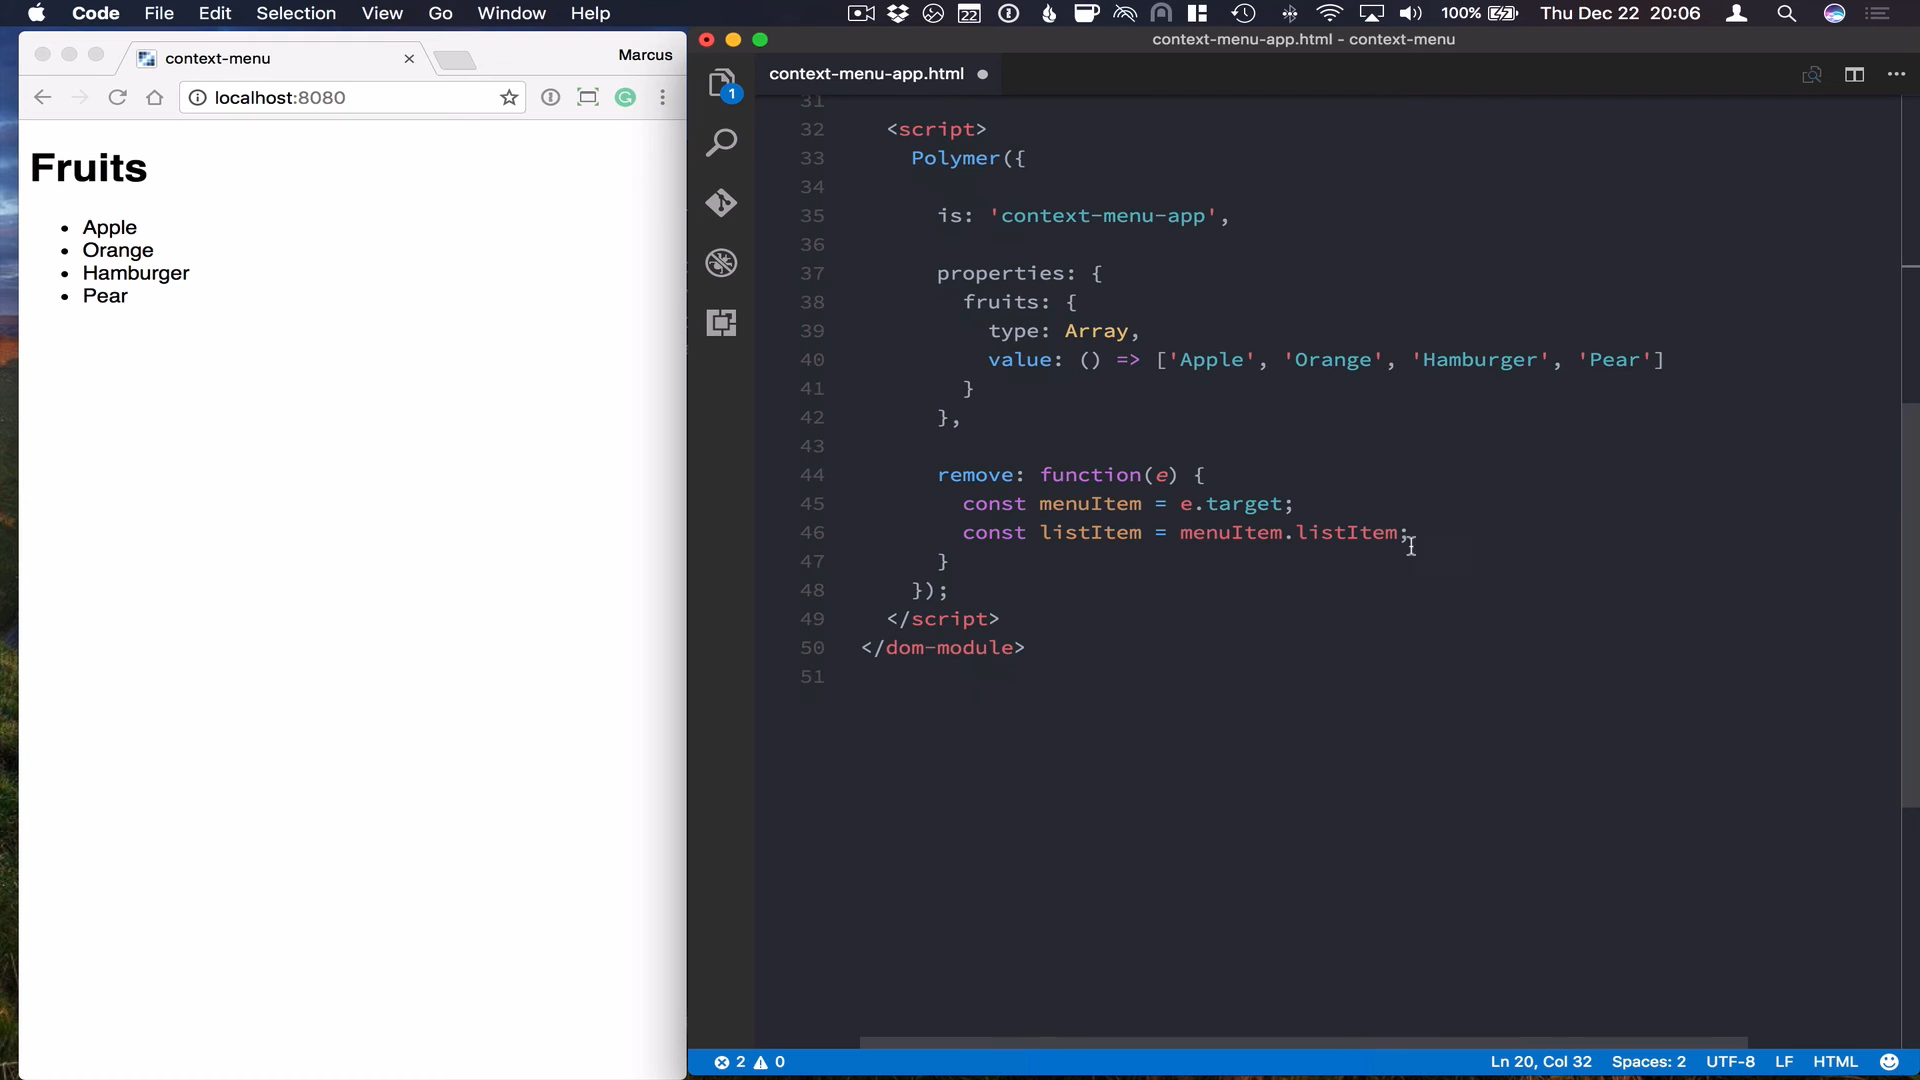 Code File Edit Selection View Go Window Help
22 100% Thu Dec 22 20:06
context-menu
Marcus
localhost:8080
Fruits
Apple
Orange
Hamburger
Pear
context-menu-app.html - context-menu
context-menu-app.html
1
31
32 <script>
33 Polymer({
34
35 is: 'context-menu-app',
36
37 properties: {
38 fruits: {
39 type: Array,
40 value: () => ['Apple', 'Orange', 'Hamburger', 'Pear']
41 }
42 },
43
44 remove: function(e) {
45 const menuItem = e.target;
46 const listItem = menuItem.listItem;
47 }
48 });
49 </script>
50 </dom-module>
51
2 0 Ln 20, Col 32 Spaces: 2 UTF-8 LF HTML